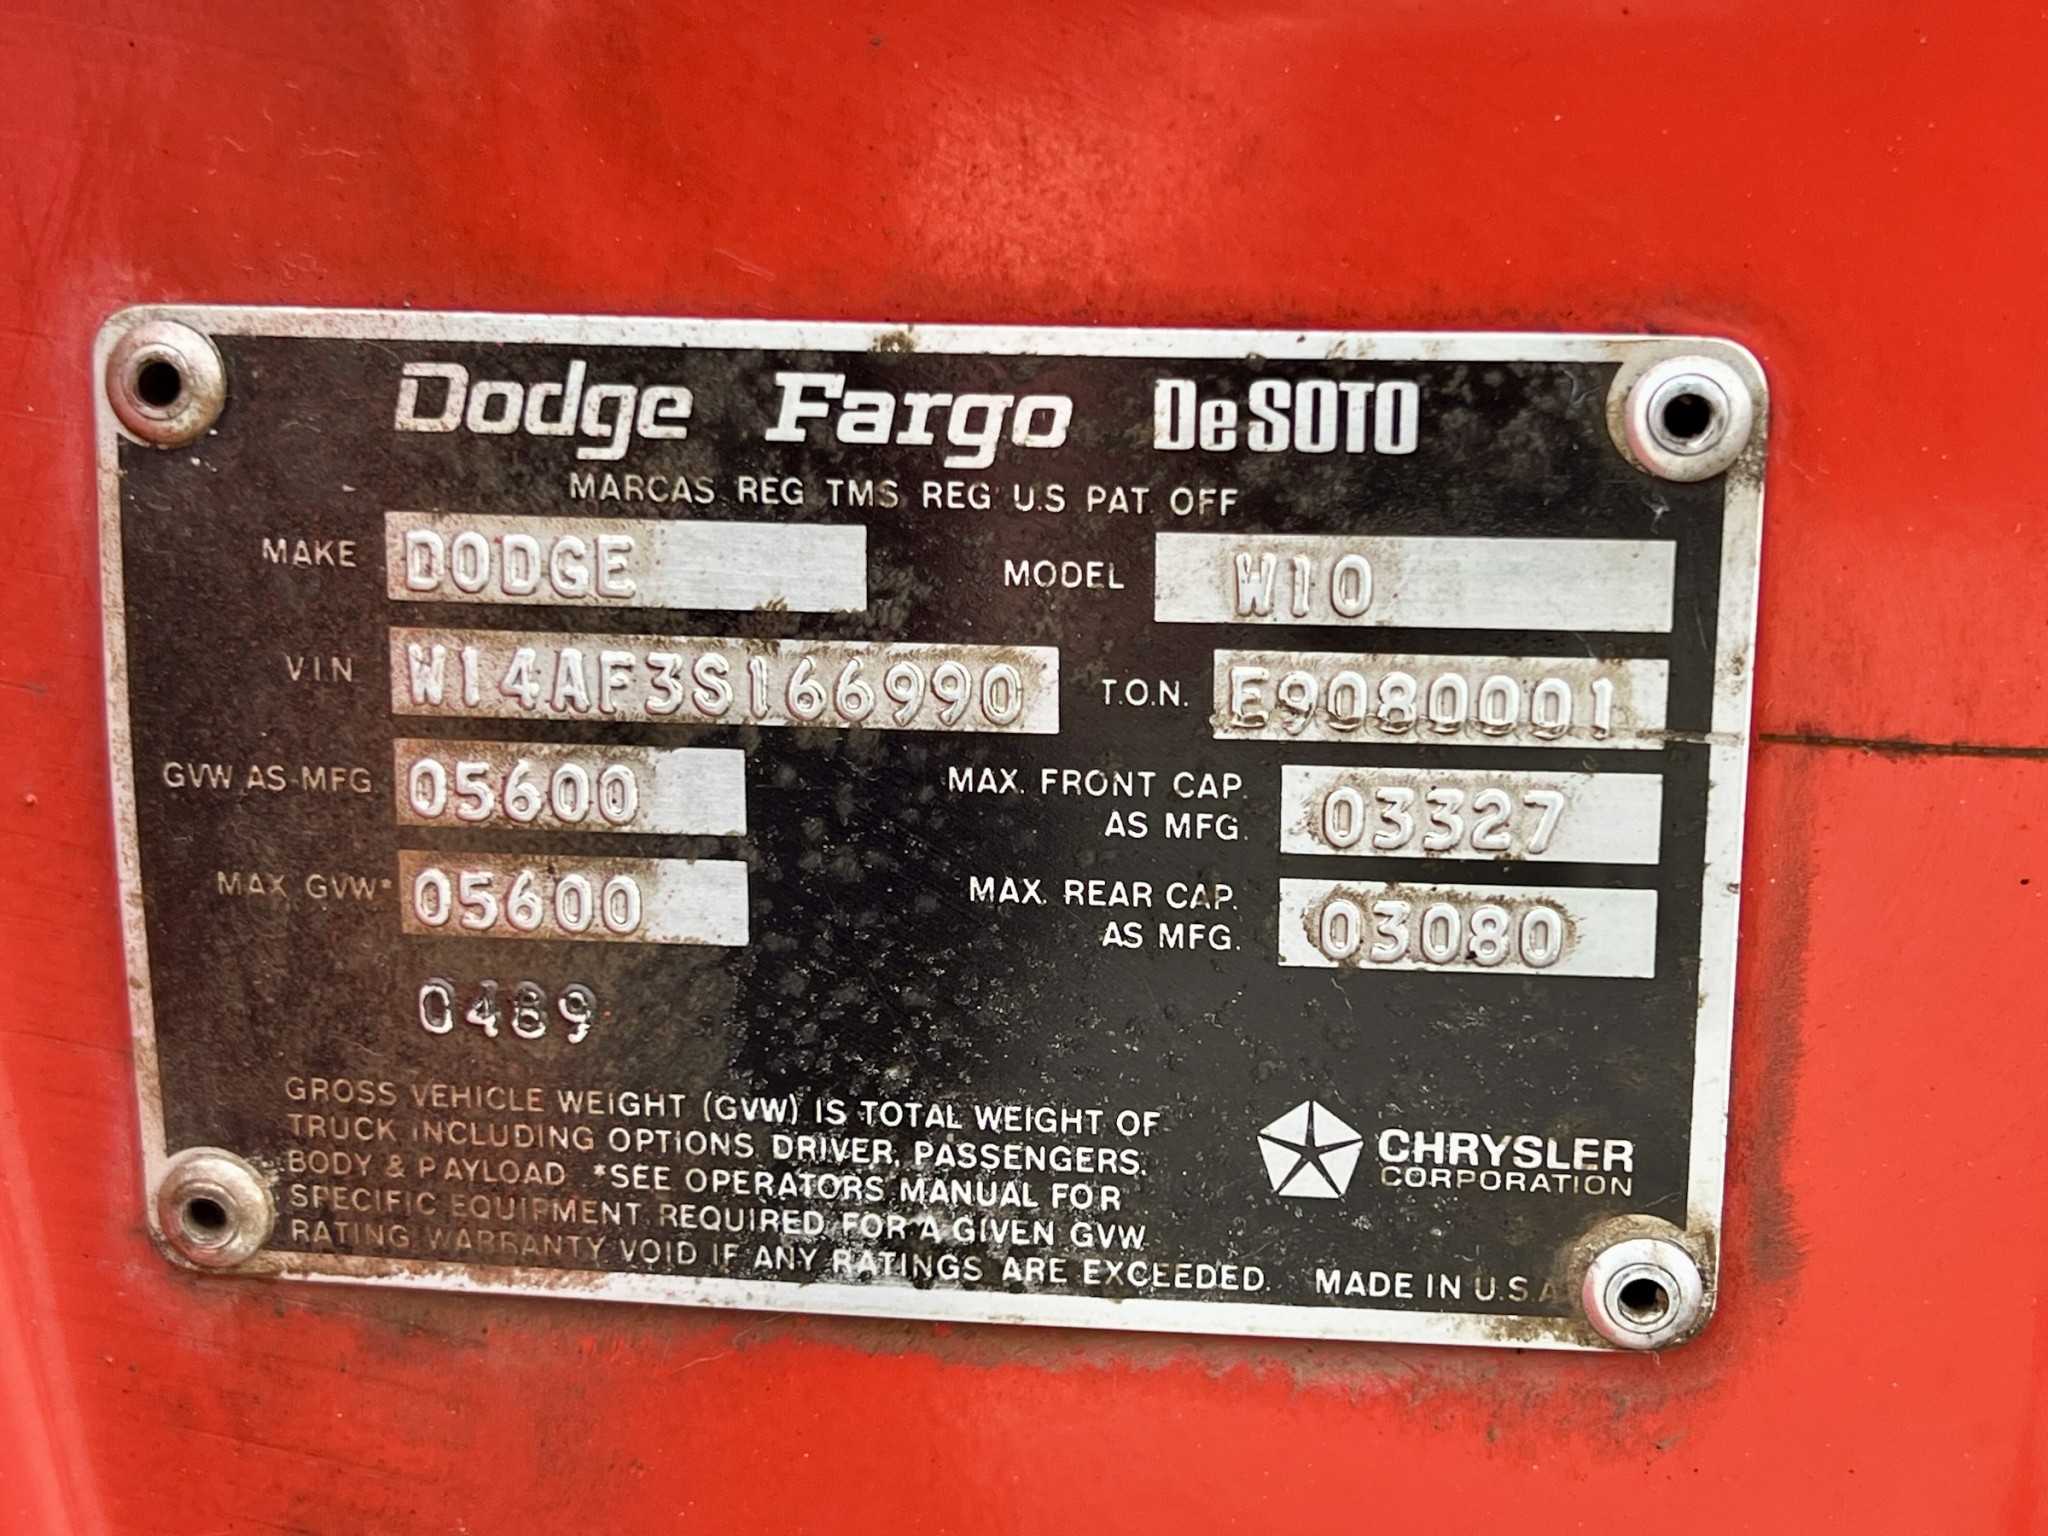 Dodge Fargo DeSOTO
MARCAS REG TMS REG U.S PAT. OFF
MAKE DODGE MODEL W10
V.I.N W14AF3S166990 T.O.N. E9080001
GVW AS MFG 05600 MAX. FRONT CAP. AS MFG. 03327
MAX. GVW* 05600 MAX. REAR CAP. AS MFG. 03080
0489
GROSS VEHICLE WEIGHT (GVW) IS TOTAL WEIGHT OF
TRUCK INCLUDING OPTIONS, DRIVER, PASSENGERS,
BODY & PAYLOAD *SEE OPERATORS MANUAL FOR
SPECIFIC EQUIPMENT REQUIRED FOR A GIVEN GVW
RATING WARRANTY VOID IF ANY RATINGS ARE EXCEEDED.
CHRYSLER
CORPORATION
MADE IN U.S.A